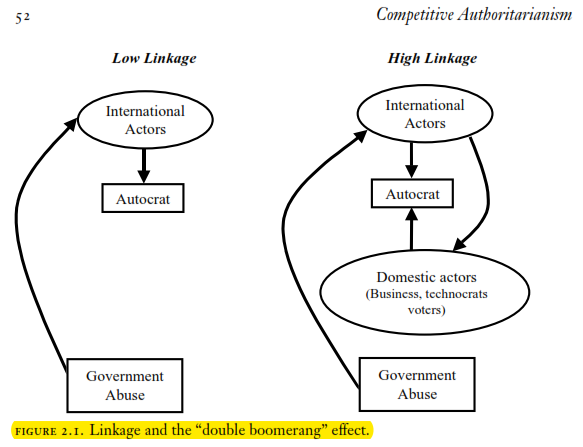 52
Competitive Authoritarianism
Low Linkage
High Linkage
International
Actors
Autocrat
Government
Abuse
International
Actors
Autocrat
Domestic actors
(Business, technocrats
voters)
Government
Abuse
FIGURE 2.1. Linkage and the “double boomerang” effect.